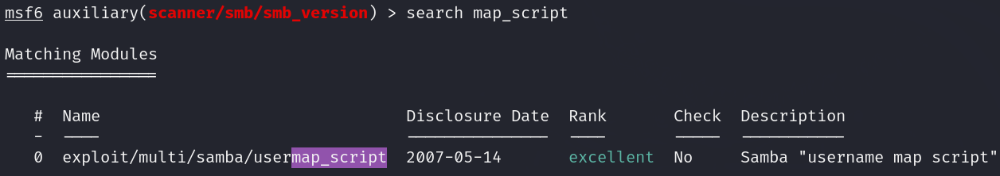 msf6 auxiliary(scanner/smb/smb_version) > search map_script
Matching Modules
================
# Name Disclosure Date Rank Check Description
- ---- --------------- ---- ----- -----------
0 exploit/multi/samba/usermap_script 2007-05-14 excellent No Samba "username map script"